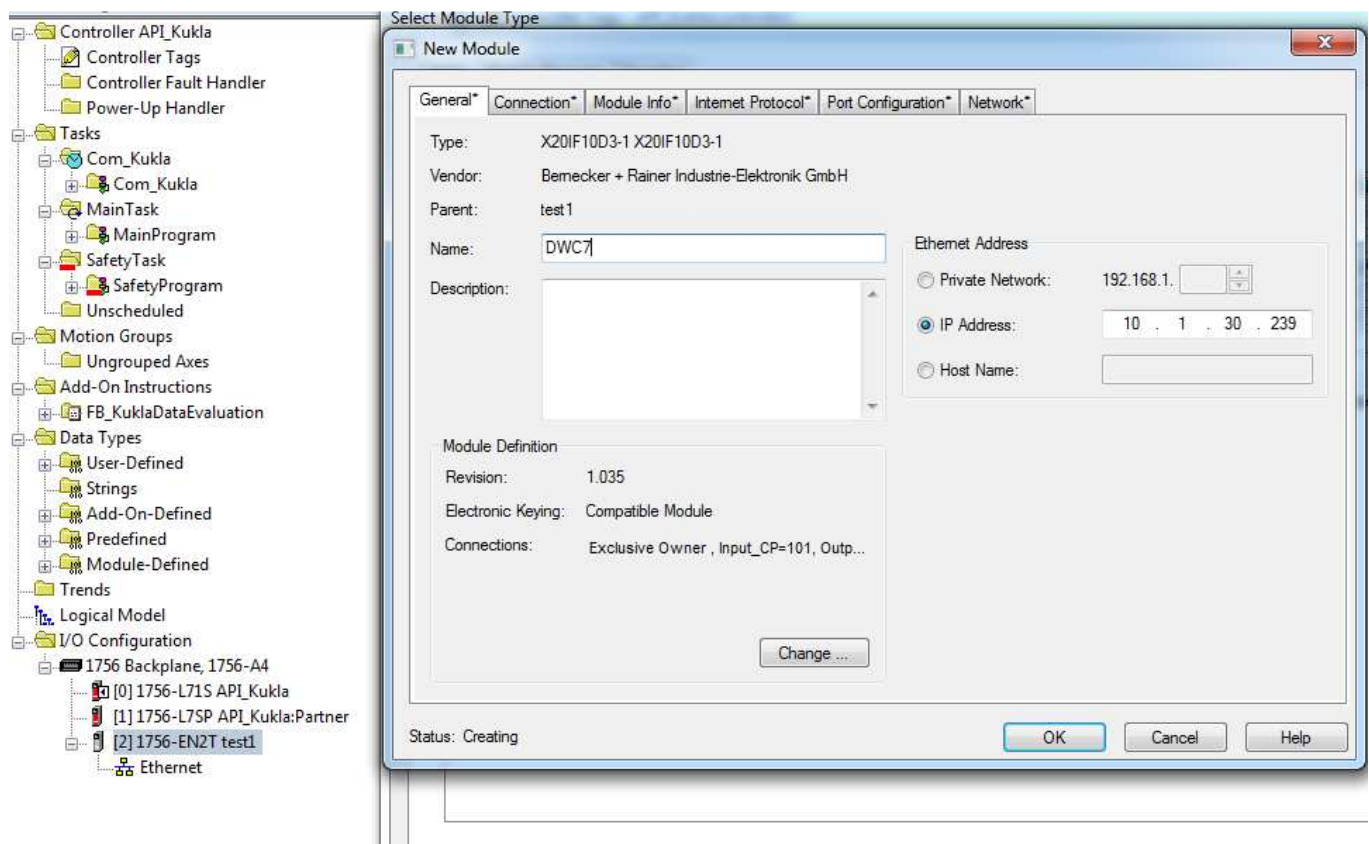 Controller API_Kukla
Controller Tags
Controller Fault Handler
Power-Up Handler
Tasks
Com_Kukla
Com_Kukla
MainTask
MainProgram
SafetyTask
SafetyProgram
Unscheduled
Motion Groups
Ungrouped Axes
Add-On Instructions
FB_KuklaDataEvaluation
Data Types
User-Defined
Strings
Add-On-Defined
Predefined
Module-Defined
Trends
Logical Model
I/O Configuration
1756 Backplane, 1756-A4
[0] 1756-L71S API_Kukla
[1] 1756-L7SP API_Kukla:Partner
[2] 1756-EN2T test1
Ethernet
Select Module Type
New Module
General* Connection* Module Info* Internet Protocol* Port Configuration* Network*
Type: X20IF10D3-1 X20IF10D3-1
Vendor: Bernecker + Rainer Industrie-Elektronik GmbH
Parent: test1
Name: DWC7
Description:
Ethernet Address
Private Network: 192.168.1.
IP Address: 10 . 1 . 30 . 239
Host Name:
Module Definition
Revision: 1.035
Electronic Keying: Compatible Module
Connections: Exclusive Owner , Input_CP=101, Outp...
Change ...
Status: Creating
OK Cancel Help